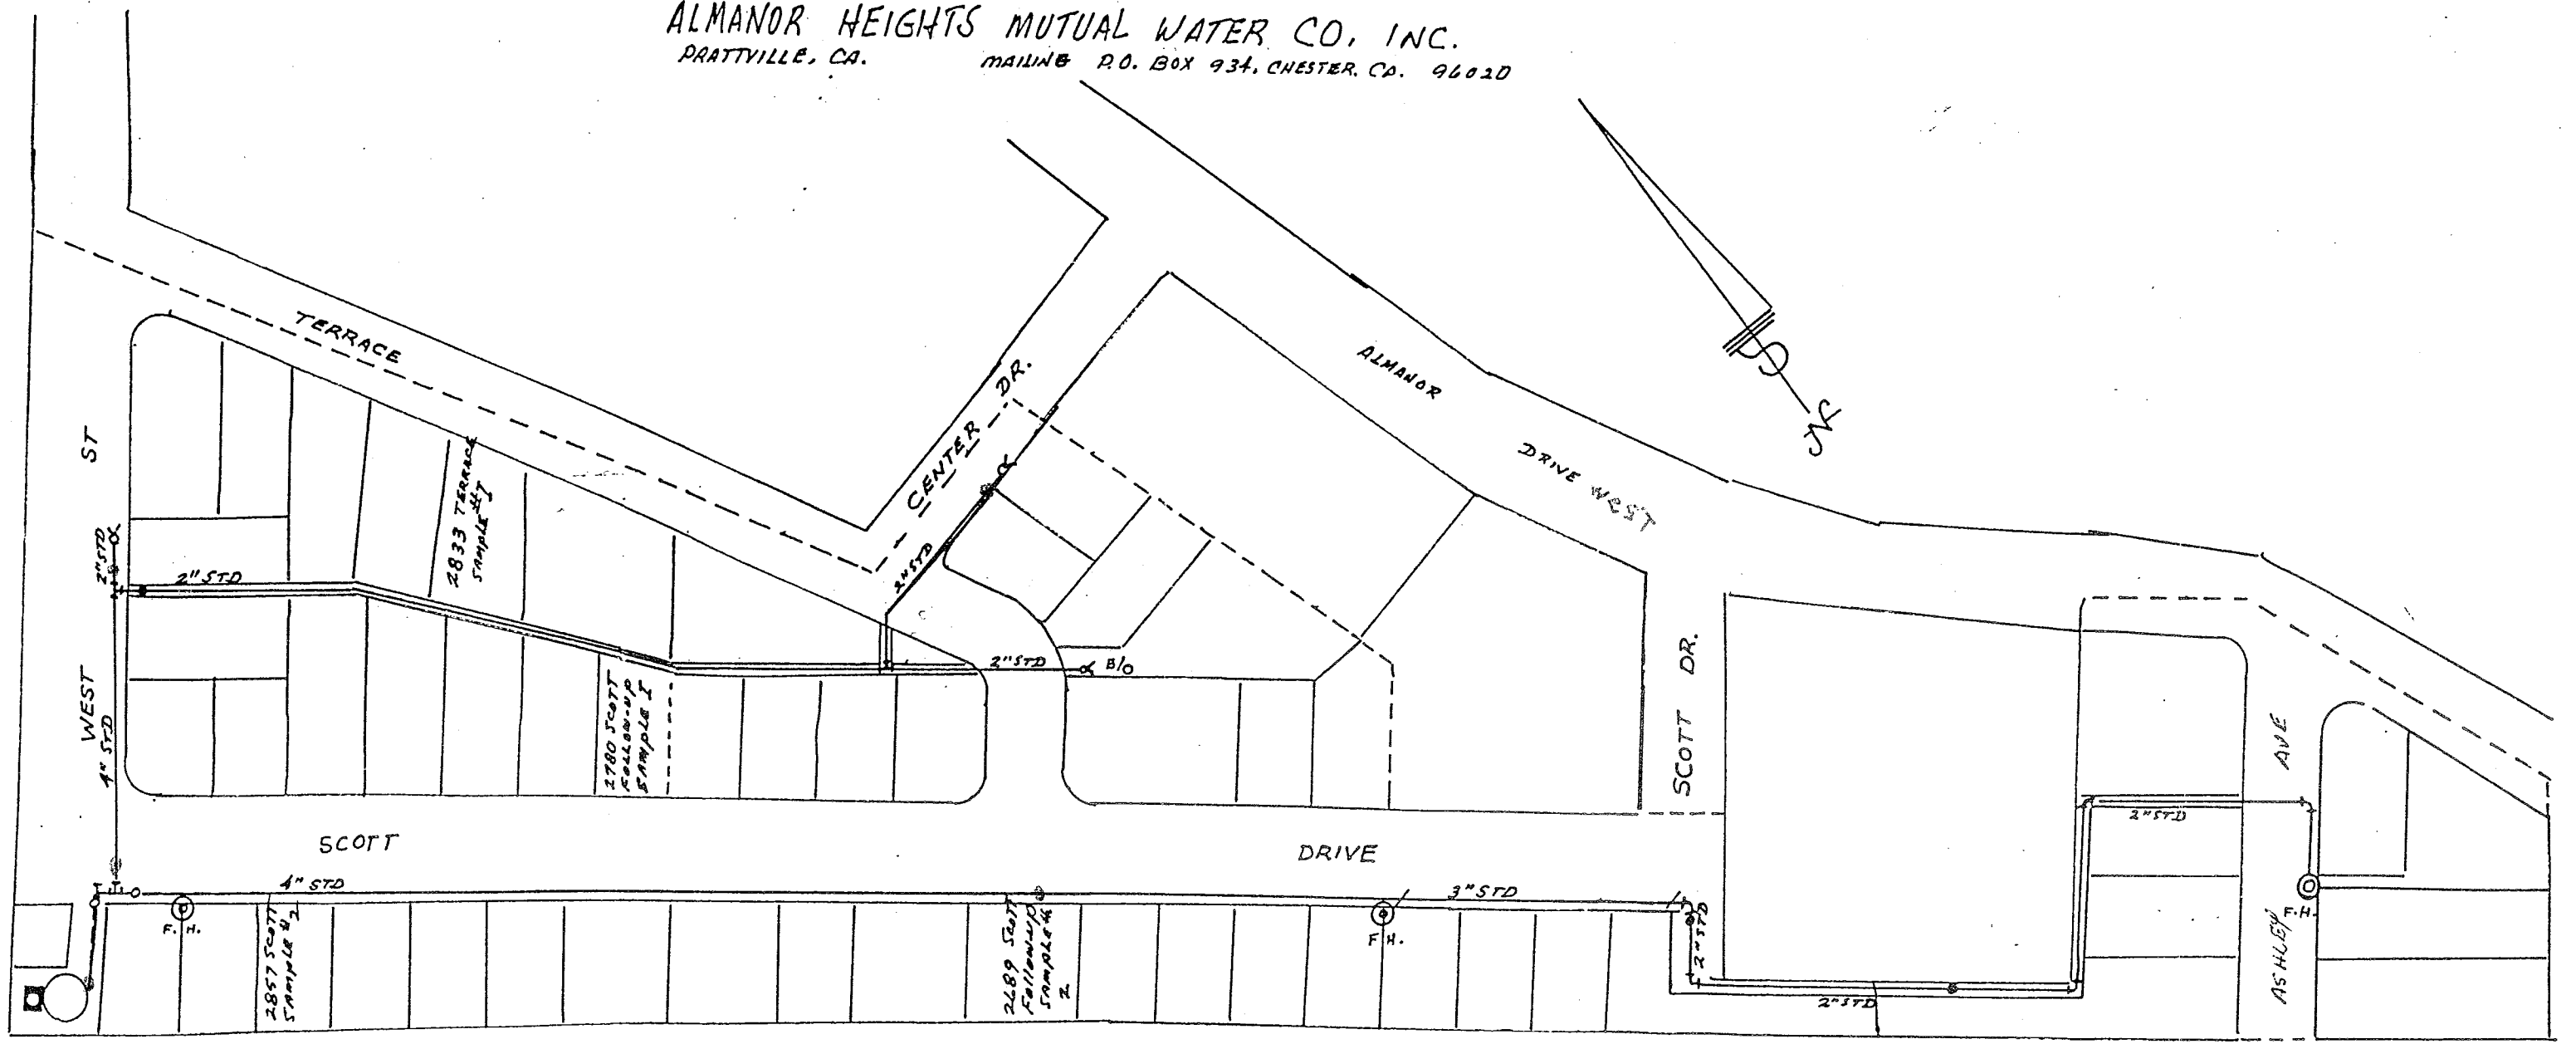 ALMANOR HEIGHTS MUTUAL WATER CO, INC.
PRATTVILLE, CA. MAILING P.O. BOX 934, CHESTER, CA. 96020
TERRACE
CENTER DR.
ALMANOR
DRIVE WEST
S
N
ST
WEST
2" STD
2" STD
4" STD
2833 TERRACE
SAMPLE #I
2" STD
2" STD
B/O
2780 SCOTT
FOLLOW-UP
SAMPLE I
SCOTT DR.
AVE
ASHLEY
2" STD
F.H.
SCOTT
DRIVE
4" STD
3" STD
F.H.
2857 SCOTT
SAMPLE #2
2689 SCOTT
FOLLOW-UP
SAMPLE #
2
F.H.
2" STD
2" STD